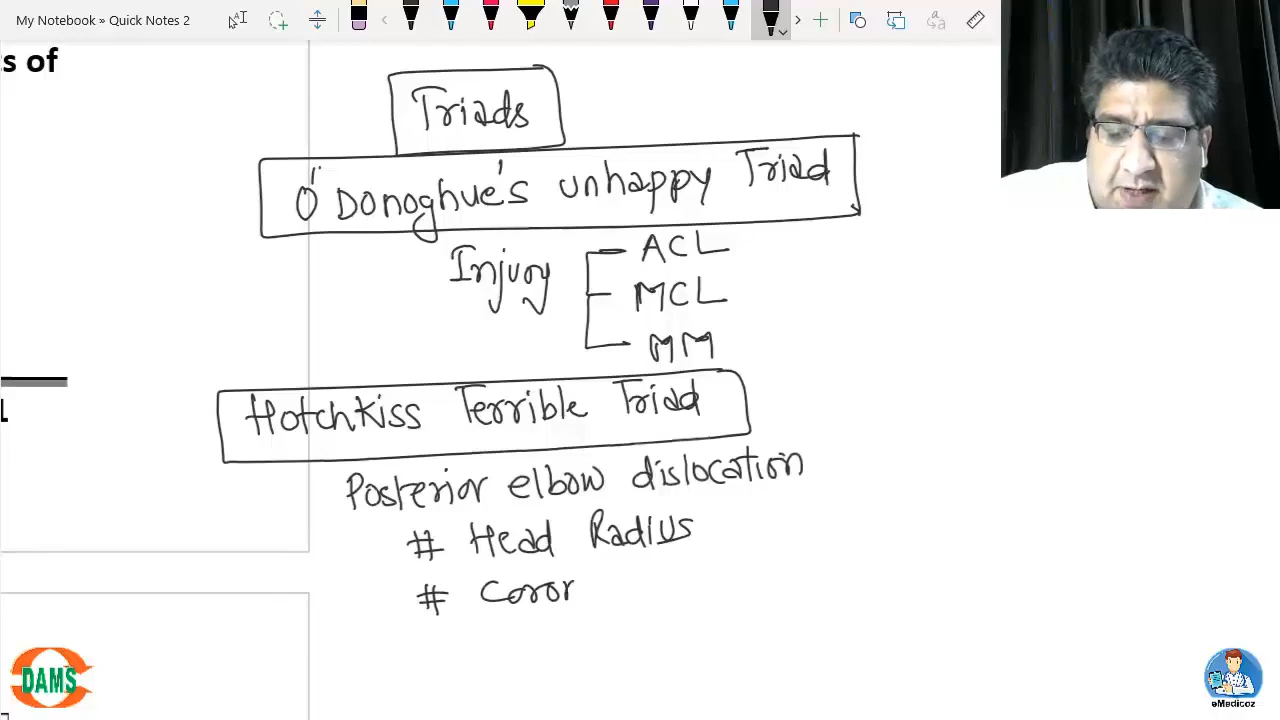 My Notebook » Quick Notes 2
s of
Triads
O'Donoghue's unhappy Triad
Injury
ACL
MCL
MM
Hotchkiss Terrible Triad
Posterior elbow dislocation
# Head Radius
# Coror
1
DAMS
eMedicoz